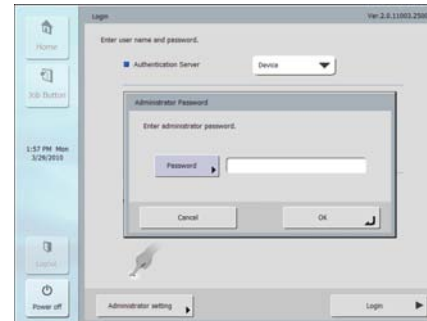 Login
Ver.2.0.11003.2500
Home
Enter user name and password.
Authentication Server
Device
Job Button
Administrator Password
Enter administrator password.
Password
1:57 PM Mon
3/29/2010
Cancel
OK
Logout
Power off
Administrator setting
Login